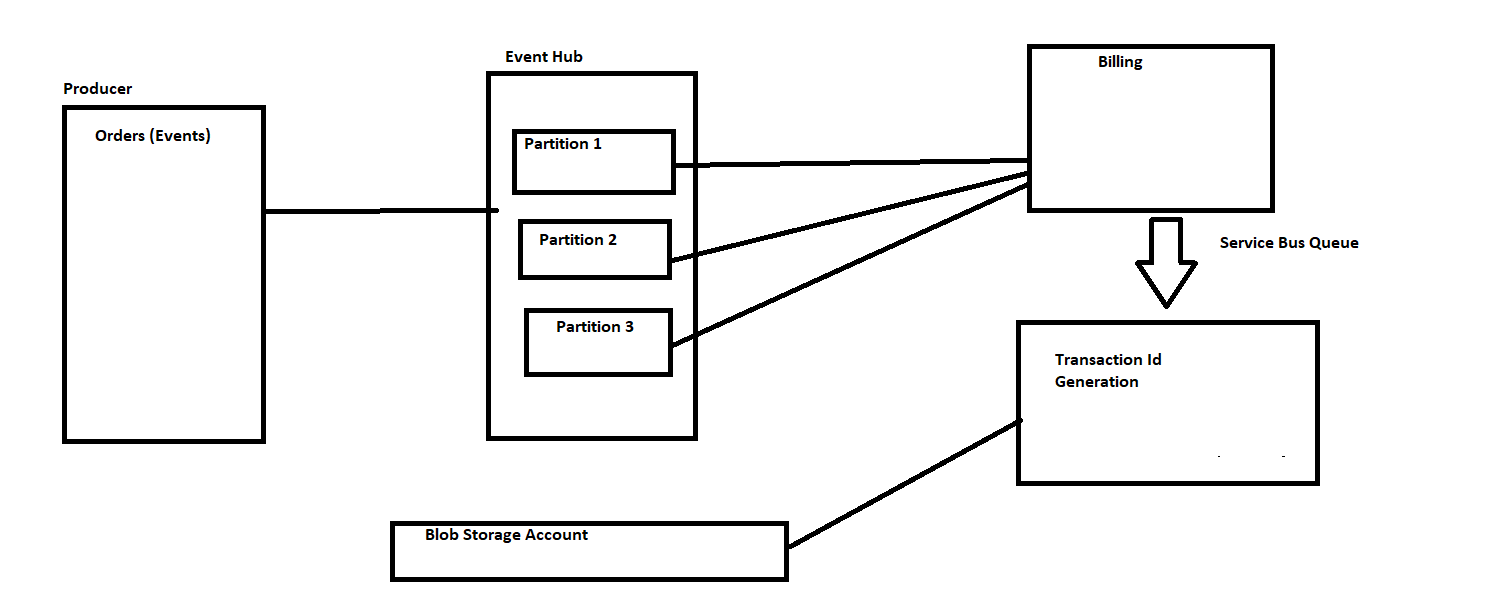 Producer
Orders (Events)
Event Hub
Partition 1
Partition 2
Partition 3
Billing
Service Bus Queue
Transaction Id
Generation
Blob Storage Account